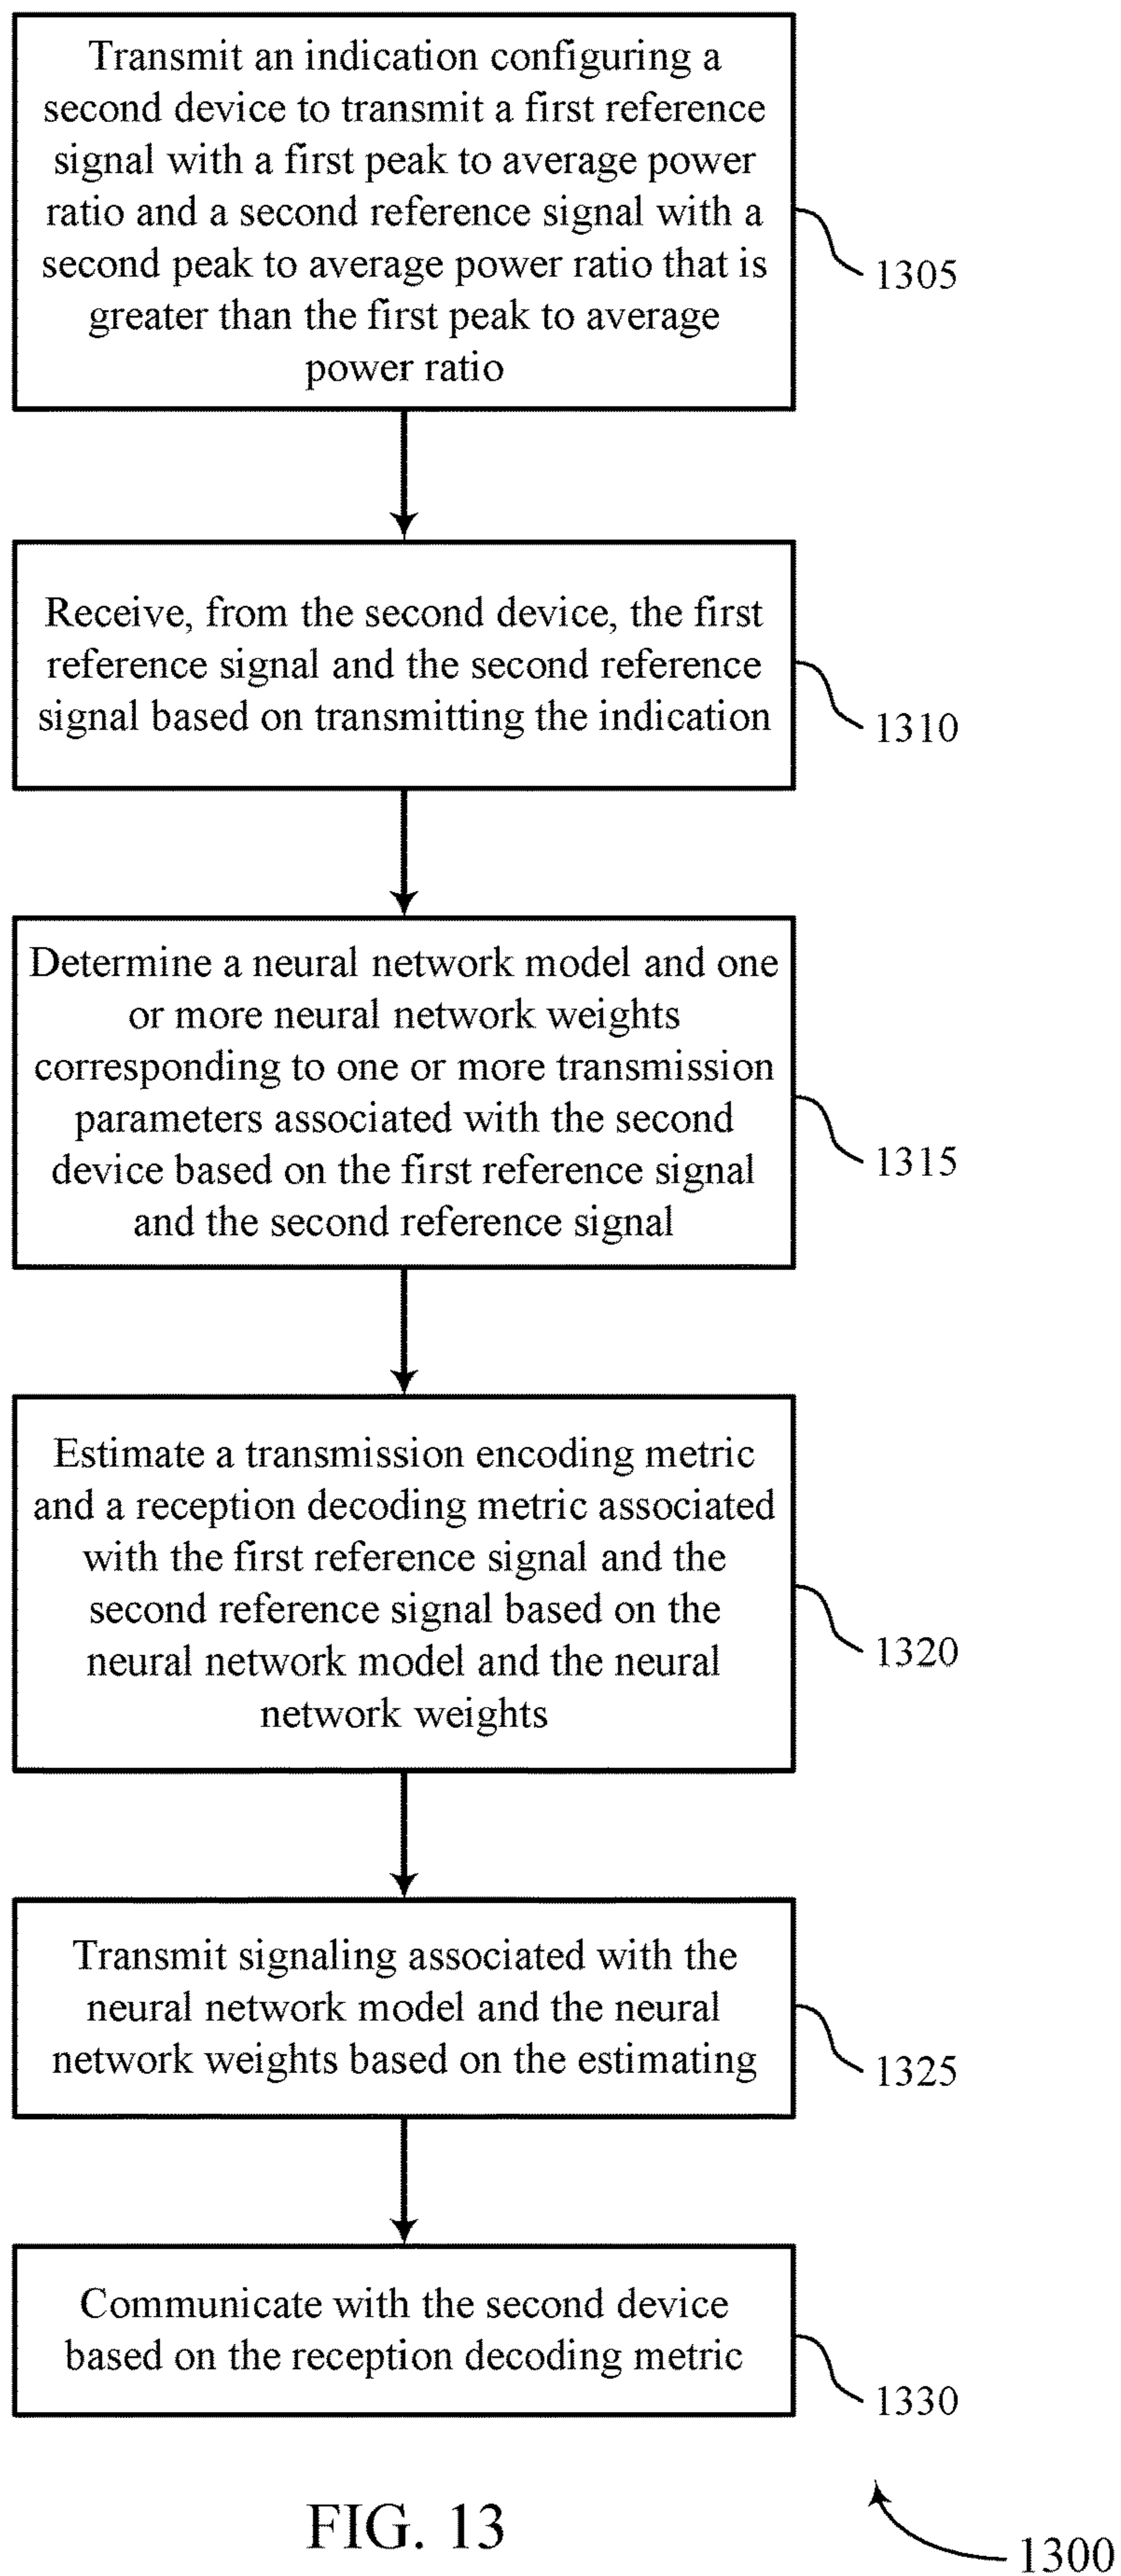 Transmit an indication configuring a
second device to transmit a first reference
signal with a first peak to average power
ratio and a second reference signal with a
second peak to average power ratio that is
greater than the first peak to average
power ratio
1305
Receive, from the second device, the first
reference signal and the second reference
signal based on transmitting the indication
1310
Determine a neural network model and one
or more neural network weights
corresponding to one or more transmission
parameters associated with the second
device based on the first reference signal
and the second reference signal
1315
Estimate a transmission encoding metric
and a reception decoding metric associated
with the first reference signal and the
second reference signal based on the
neural network model and the neural
network weights
1320
Transmit signaling associated with the
neural network model and the neural
network weights based on the estimating
1325
Communicate with the second device
based on the reception decoding metric
1330
FIG. 13
1300